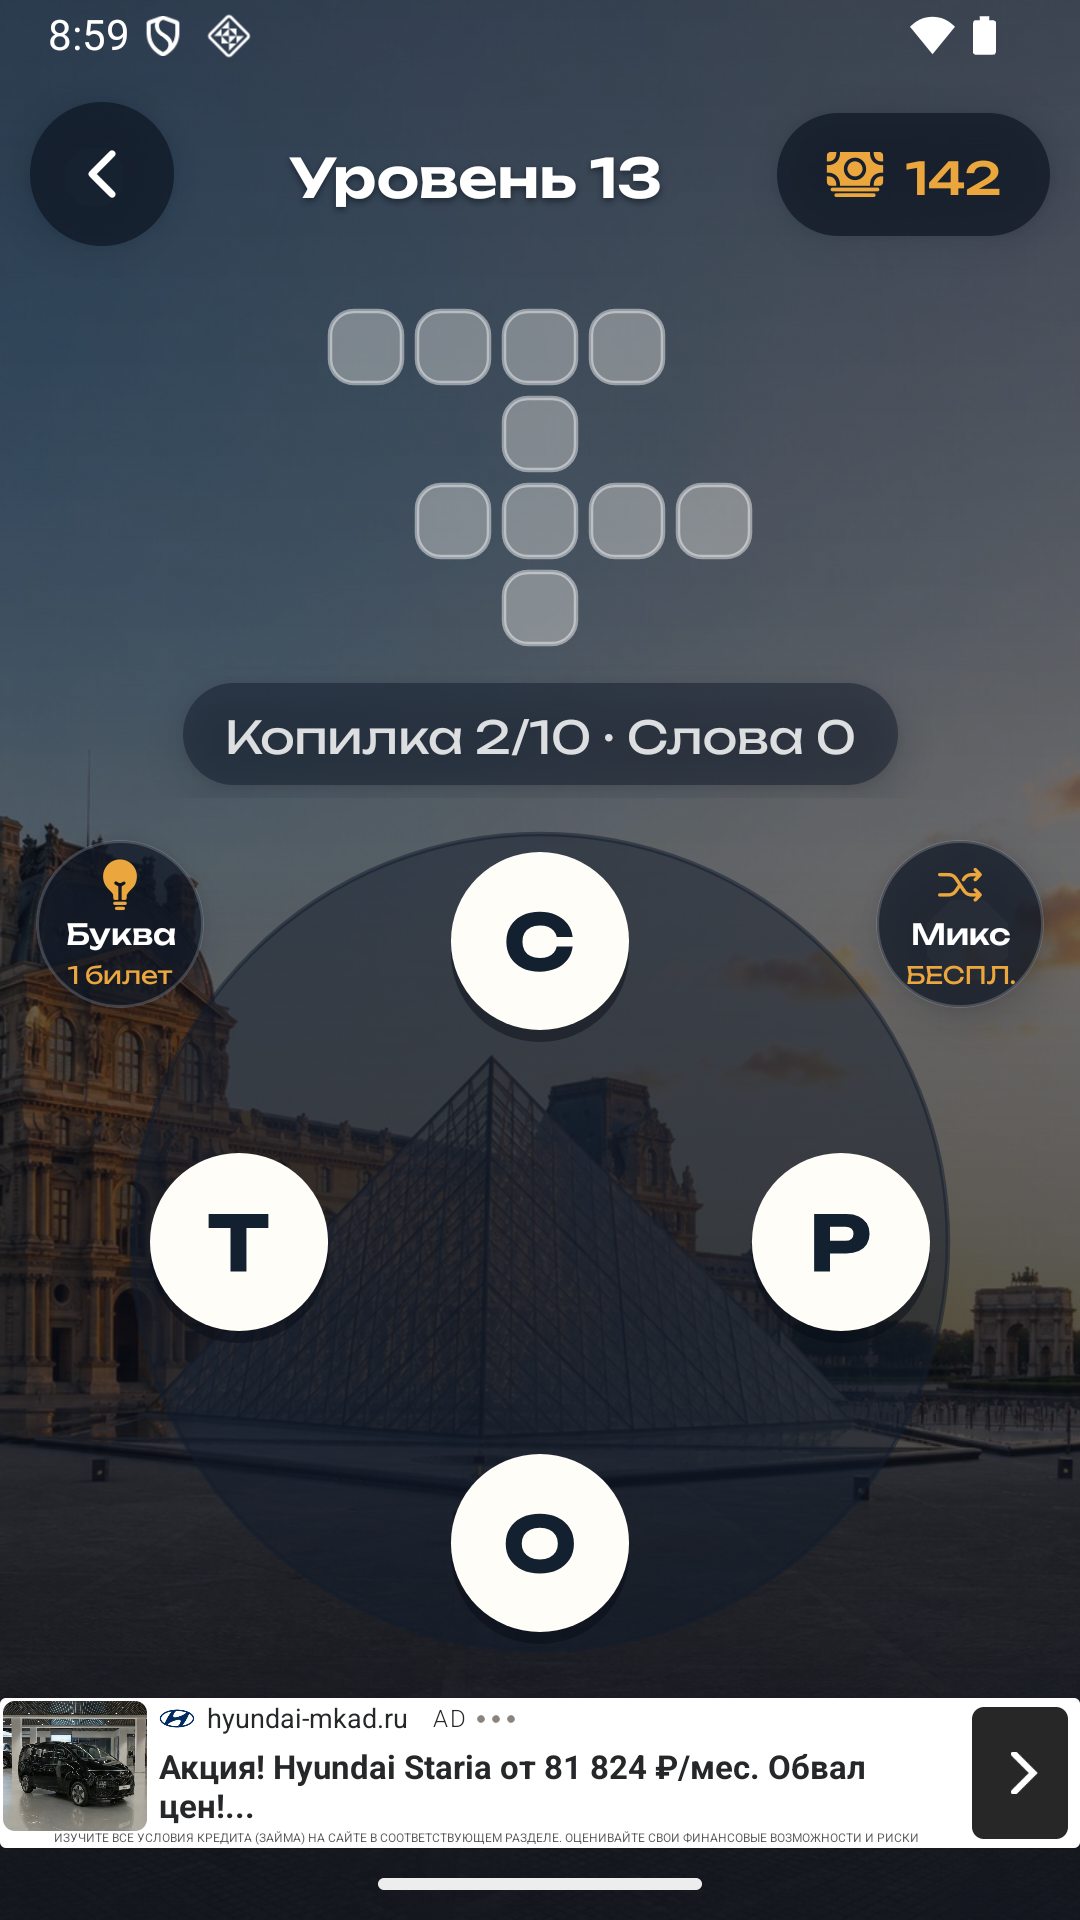 8:59
Уровень 13
142
Копилка 2/10 · Слова 0
Буква
1 билет
Микс
БЕСПЛ.
С
Т
Р
О
hyundai-mkad.ru AD •••
Акция! Hyundai Staria от 81 824 ₽/мес. Обвал
цен!...
ИЗУЧИТЕ ВСЕ УСЛОВИЯ КРЕДИТА (ЗАЙМА) НА САЙТЕ В СООТВЕТСТВУЮЩЕМ РАЗДЕЛЕ. ОЦЕНИВАЙТЕ СВОИ ФИНАНСОВЫЕ ВОЗМОЖНОСТИ И РИСКИ